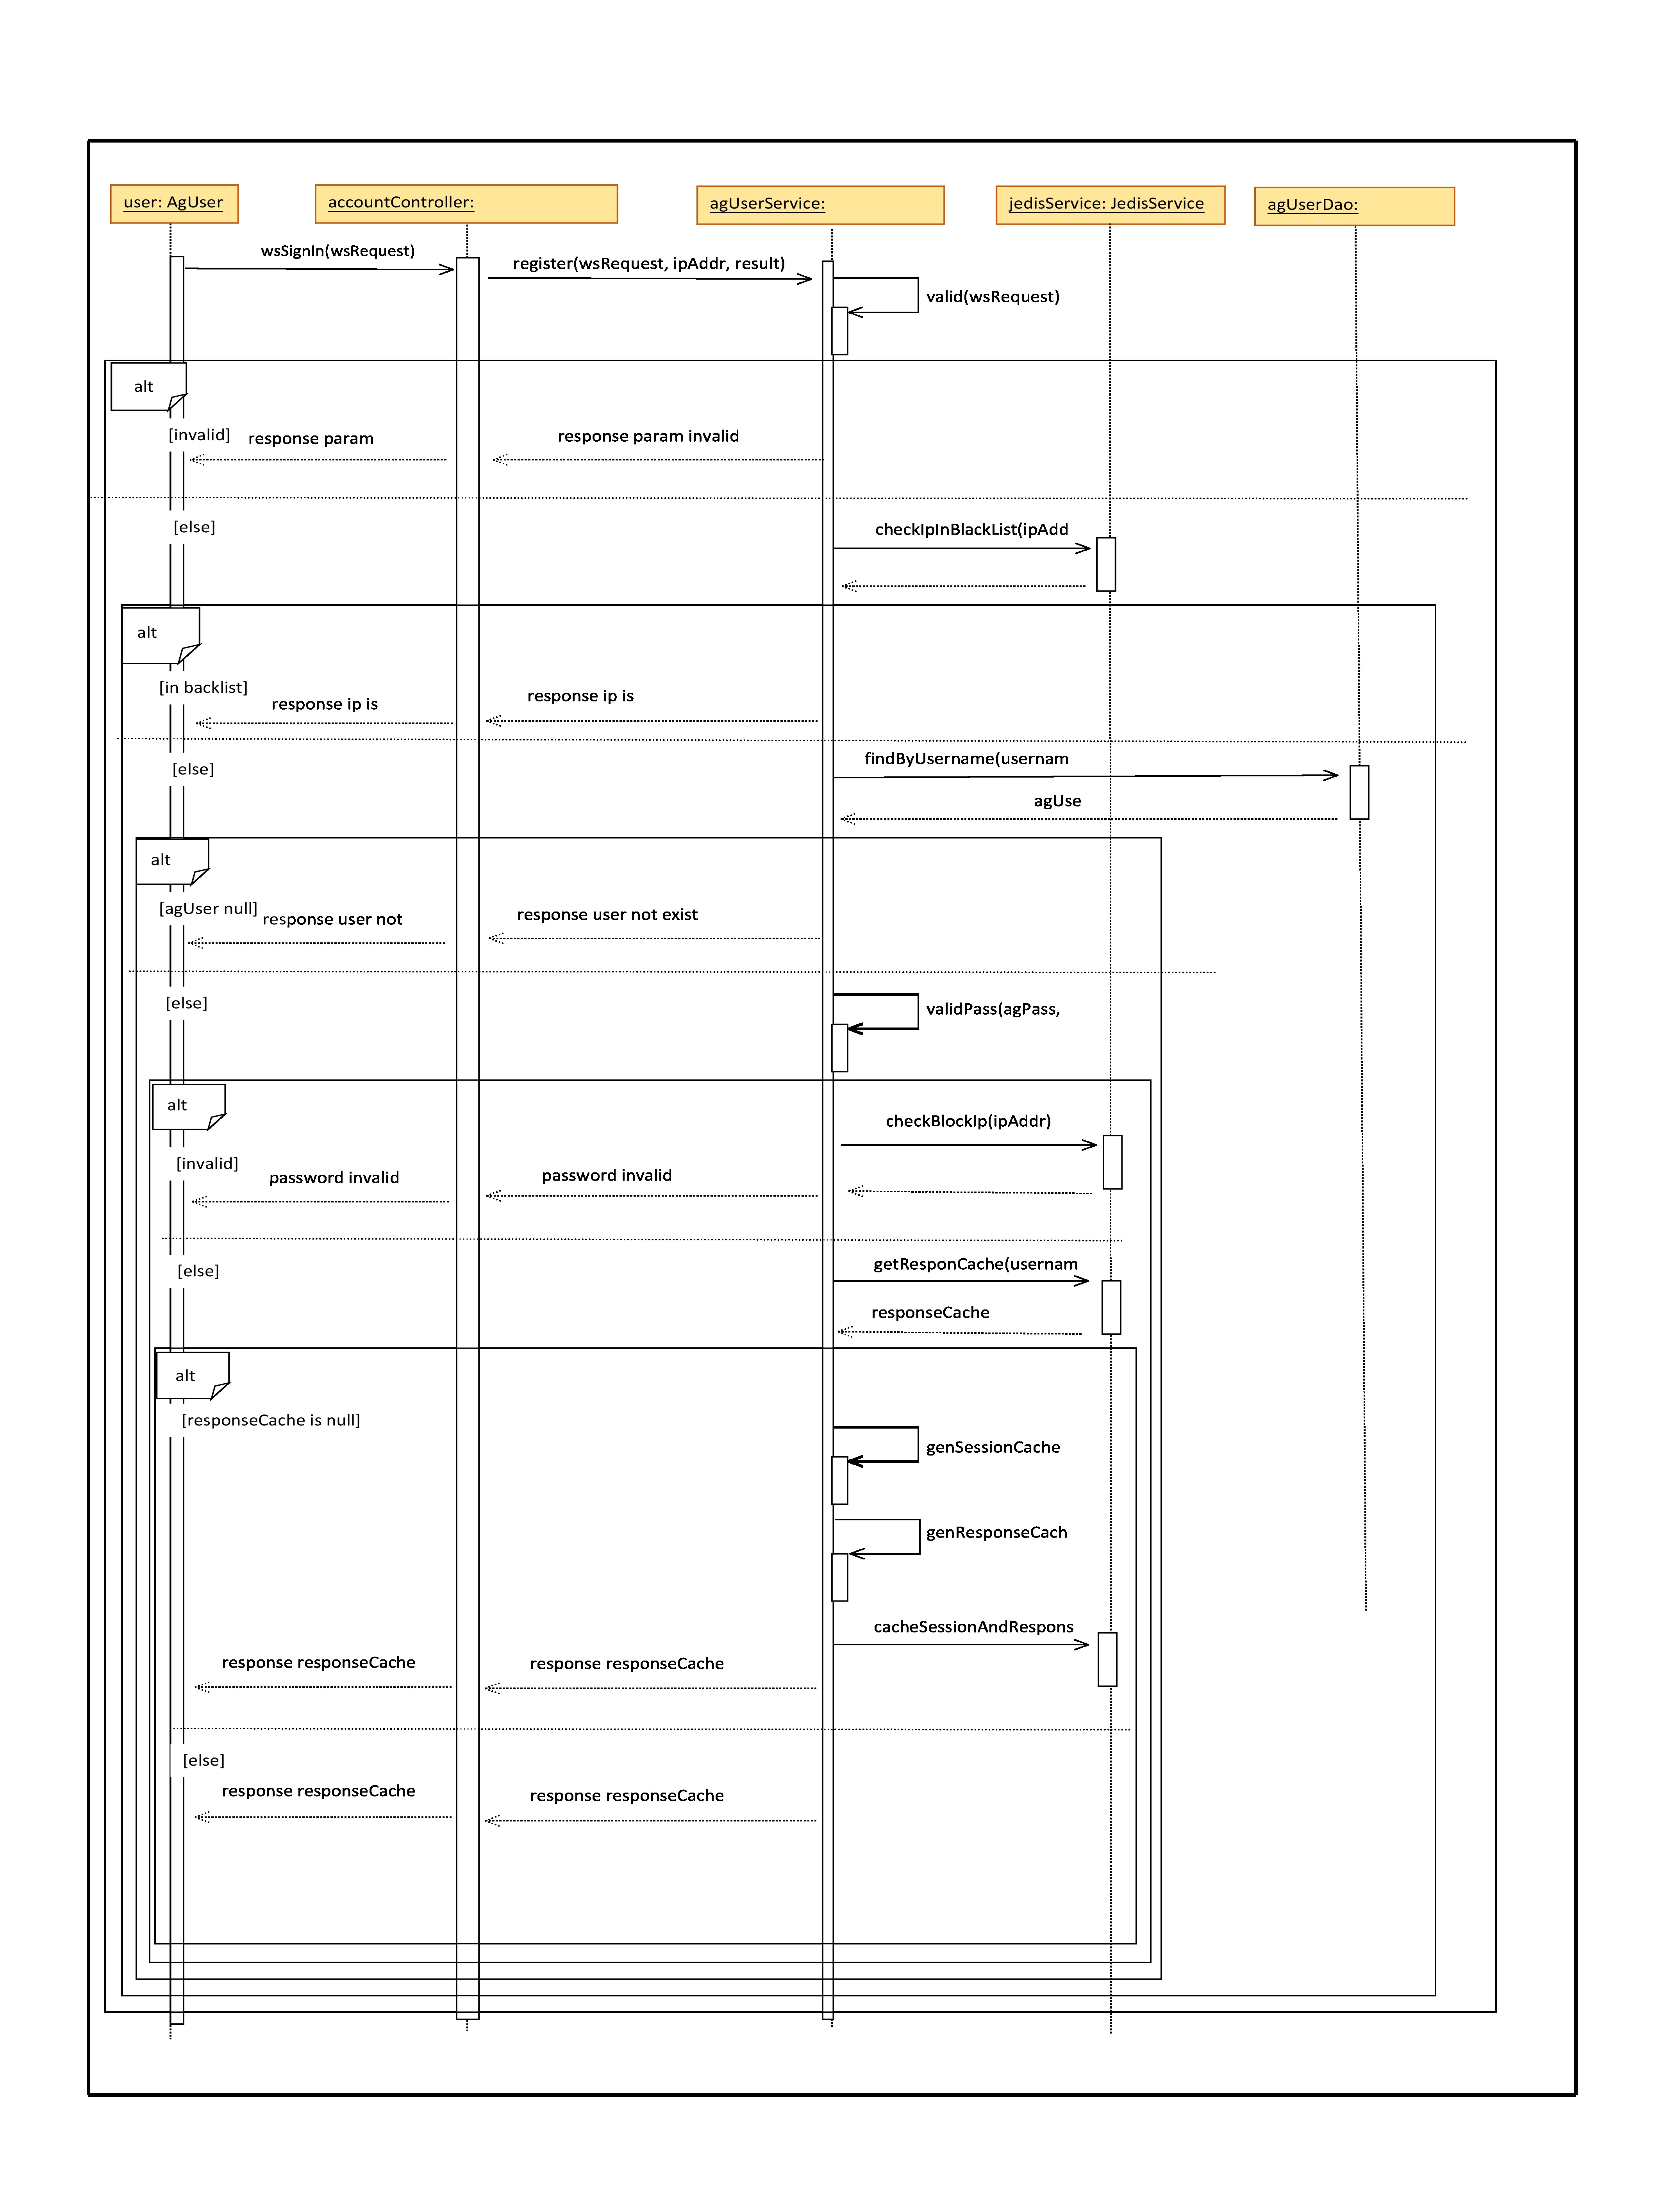 user: AgUser
accountController:
agUserService:
jedisService: JedisService
agUserDao:
wsSignIn(wsRequest)
register(wsRequest, ipAddr, result)
valid(wsRequest)
alt
[invalid]
response param
response param invalid
[else]
checkIpInBlackList(ipAdd
alt
[in backlist]
response ip is
response ip is
[else]
findByUsername(usernam
agUse
alt
[agUser null]
response user not
response user not exist
[else]
validPass(agPass,
alt
checkBlockIp(ipAddr)
[invalid]
password invalid
password invalid
[else]
getResponCache(usernam
responseCache
alt
[responseCache is null]
genSessionCache
genResponseCach
cacheSessionAndRespons
response responseCache
response responseCache
[else]
response responseCache
response responseCache